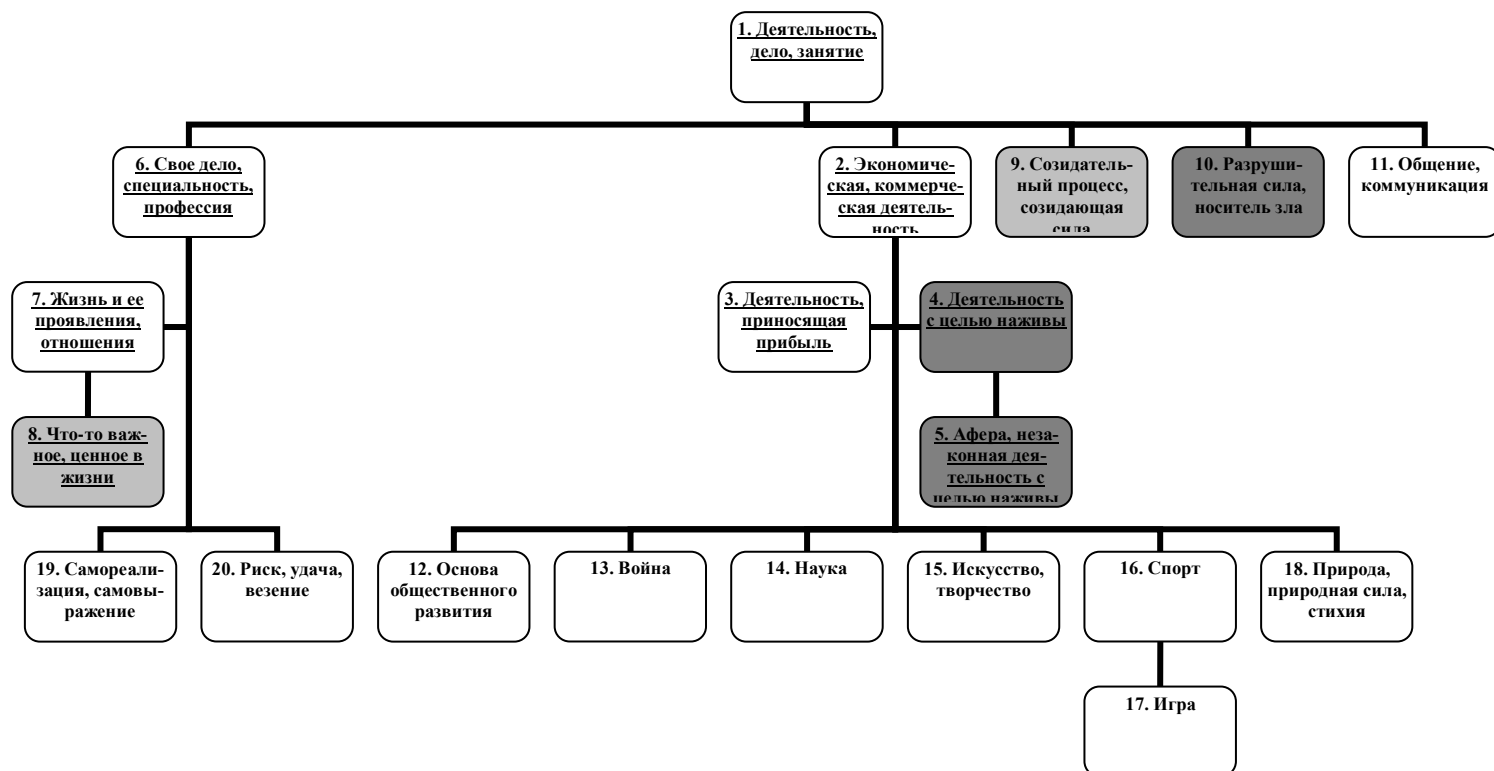 1. Деятельность,
дело, занятие
6. Свое дело,
специальность,
профессия
2. Экономиче-
ская, коммерче-
ская деятель-
ность
9. Созидатель-
ный процесс,
созидающая
сила
10. Разруши-
тельная сила,
носитель зла
11. Общение,
коммуникация
7. Жизнь и ее
проявления,
отношения
3. Деятельность,
приносящая
прибыль
4. Деятельность
с целью наживы
8. Что-то важ-
ное, ценное в
жизни
5. Афера, неза-
конная дея-
тельность с
целью наживы
19. Самореали-
зация, самовы-
ражение
20. Риск, удача,
везение
12. Основа
общественного
развития
13. Война
14. Наука
15. Искусство,
творчество
16. Спорт
18. Природа,
природная сила,
стихия
17. Игра